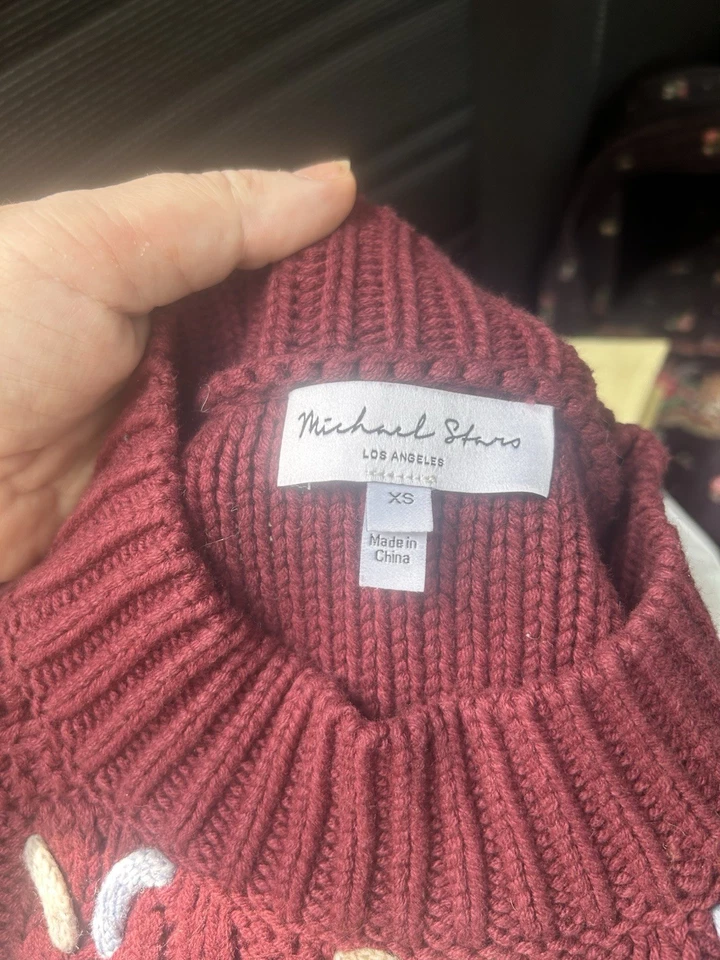 Michael Stars
LOS ANGELES
XS
Made in
China